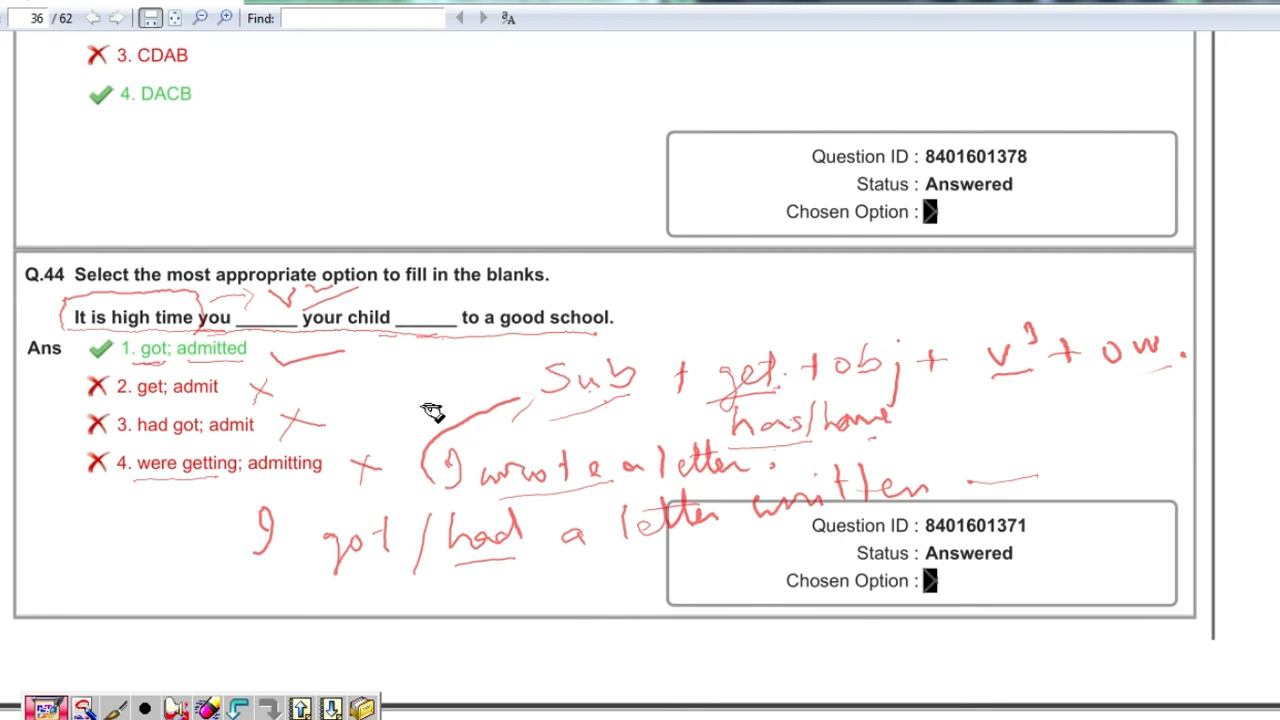 36 / 62 Find:
3. CDAB
4. DACB
Question ID : 8401601378
Status : Answered
Chosen Option :
Q.44 Select the most appropriate option to fill in the blanks.
V2
It is high time you ______ your child ______ to a good school.
Ans 1. got; admitted
2. get; admit
3. had got; admit
4. were getting; admitting
Sub + get + obj + V3 + ow.
has/have
I wrote a letter.
I got / had a letter written
Question ID : 8401601371
Status : Answered
Chosen Option :